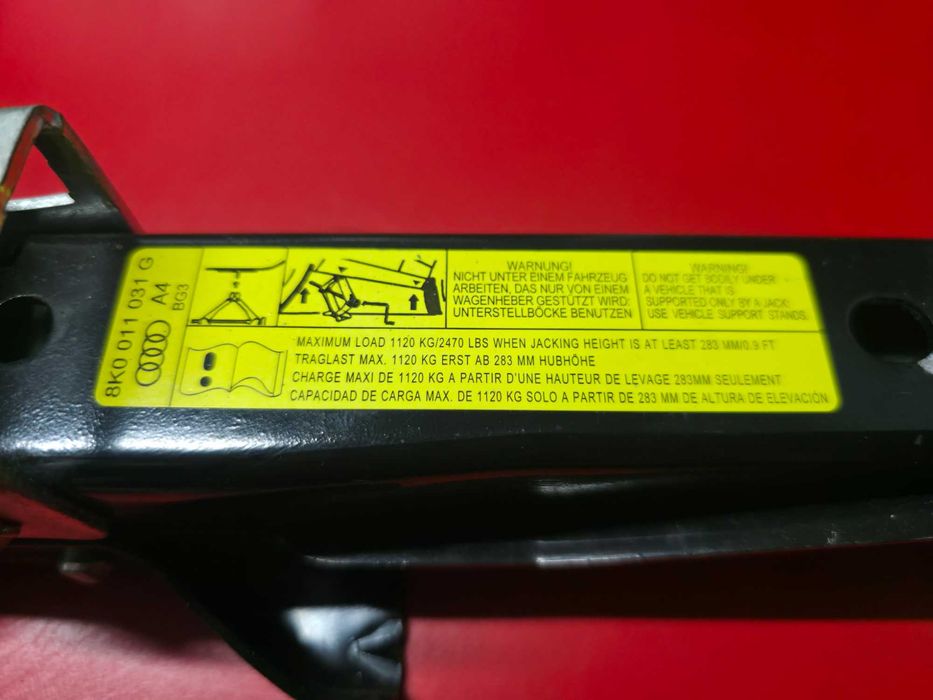 8K0 011 031 G
A4
BG3
WARNUNG!
NICHT UNTER EINEM FAHRZEUG
ARBEITEN, DAS NUR VON EINEM
WAGENHEBER GESTÜTZT WIRD:
UNTERSTELLBÖCKE BENUTZEN
WARNING!
DO NOT GET BODILY UNDER
A VEHICLE THAT IS
SUPPORTED ONLY BY A JACK:
USE VEHICLE SUPPORT STANDS.
MAXIMUM LOAD 1120 KG/2470 LBS WHEN JACKING HEIGHT IS AT LEAST 283 MM/0.9 FT
TRAGLAST MAX. 1120 KG ERST AB 283 MM HUBHÖHE
CHARGE MAXI DE 1120 KG A PARTIR D'UNE HAUTEUR DE LEVAGE 283MM SEULEMENT
CAPACIDAD DE CARGA MAX. DE 1120 KG SOLO A PARTIR DE 283 MM DE ALTURA DE ELEVACIÓN